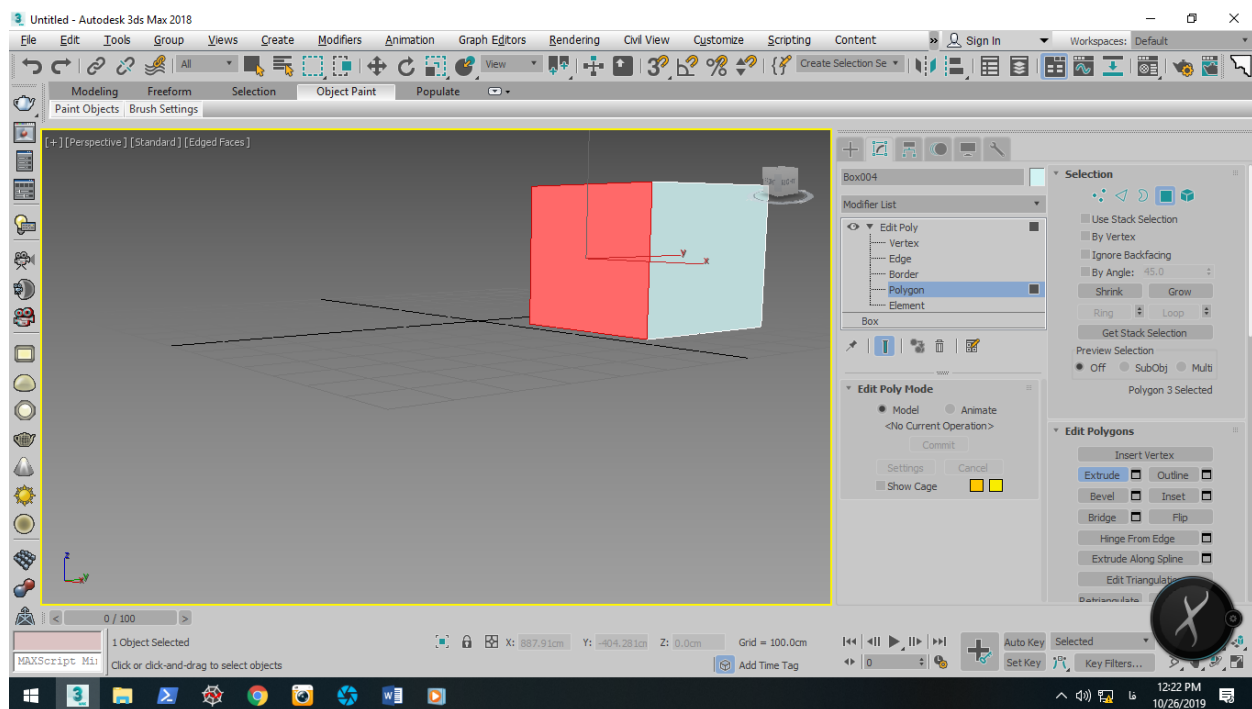 Untitled - Autodesk 3ds Max 2018
File Edit Tools Group Views Create Modifiers Animation Graph Editors Rendering Civil View Customize Scripting Content » Sign In Workspaces: Default
All View Create Selection Se
Modeling Freeform Selection Object Paint Populate
Paint Objects Brush Settings
[+] [Perspective] [Standard] [Edged Faces]
y
x
z
y
Box004
Modifier List
Edit Poly
Vertex
Edge
Border
Polygon
Element
Box
Edit Poly Mode
Model Animate
<No Current Operation>
Commit
Settings Cancel
Show Cage
Selection
Use Stack Selection
By Vertex
Ignore Backfacing
By Angle: 45.0
Shrink Grow
Ring Loop
Get Stack Selection
Preview Selection
Off SubObj Multi
Polygon 3 Selected
Edit Polygons
Insert Vertex
Extrude Outline
Bevel Inset
Bridge Flip
Hinge From Edge
Extrude Along Spline
Edit Triangulation
Retriangulate
< 0 / 100 >
1 Object Selected X: 887.91cm Y: -404.281cm Z: 0.0cm Grid = 100.0cm Auto Key Selected
MAXScript Mi Click or click-and-drag to select objects Add Time Tag 0 Set Key Key Filters...
12:22 PM
10/26/2019